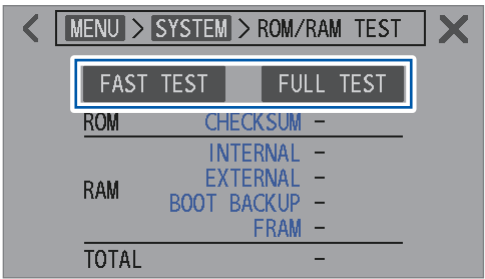 < MENU > SYSTEM > ROM/RAM TEST X
FAST TEST FULL TEST
ROM CHECKSUM -
INTERNAL -
RAM EXTERNAL -
BOOT BACKUP -
FRAM -
TOTAL -